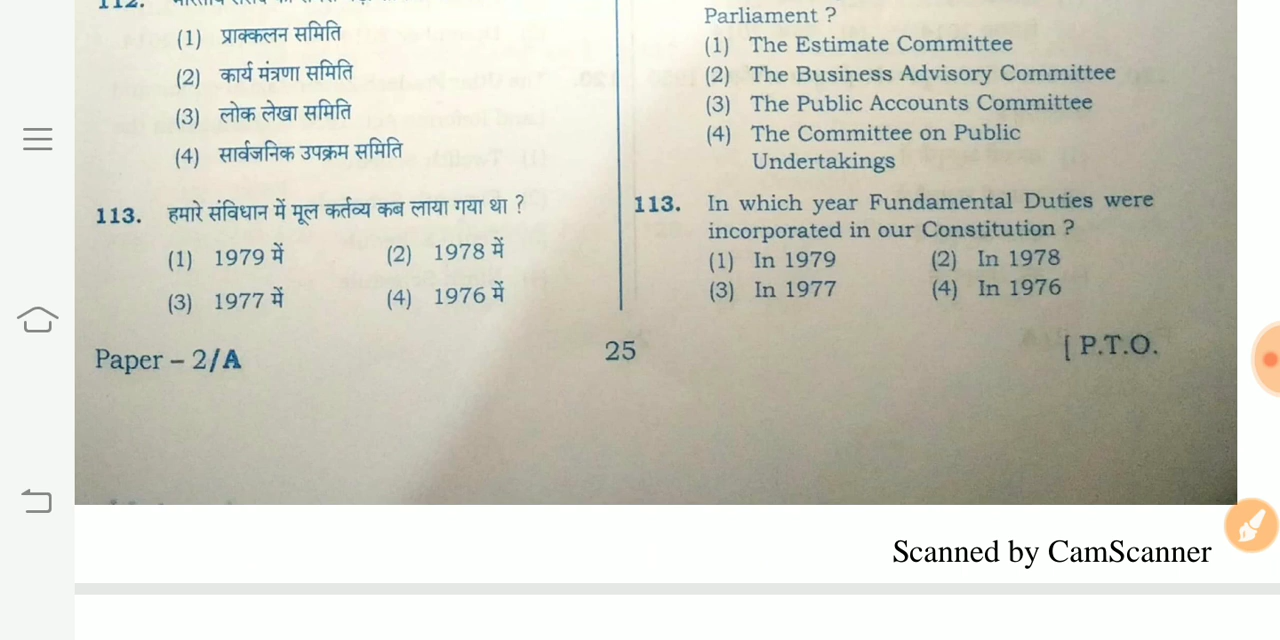 112.
(1) प्राक्कलन समिति
(2) कार्य मंत्रणा समिति
(3) लोक लेखा समिति
(4) सार्वजनिक उपक्रम समिति
113. हमारे संविधान में मूल कर्तव्य कब लाया गया था ?
(1) 1979 में (2) 1978 में
(3) 1977 में (4) 1976 में
Parliament ?
(1) The Estimate Committee
(2) The Business Advisory Committee
(3) The Public Accounts Committee
(4) The Committee on Public
Undertakings
113. In which year Fundamental Duties were
incorporated in our Constitution ?
(1) In 1979 (2) In 1978
(3) In 1977 (4) In 1976
Paper – 2/A 25 [ P.T.O.
Scanned by CamScanner